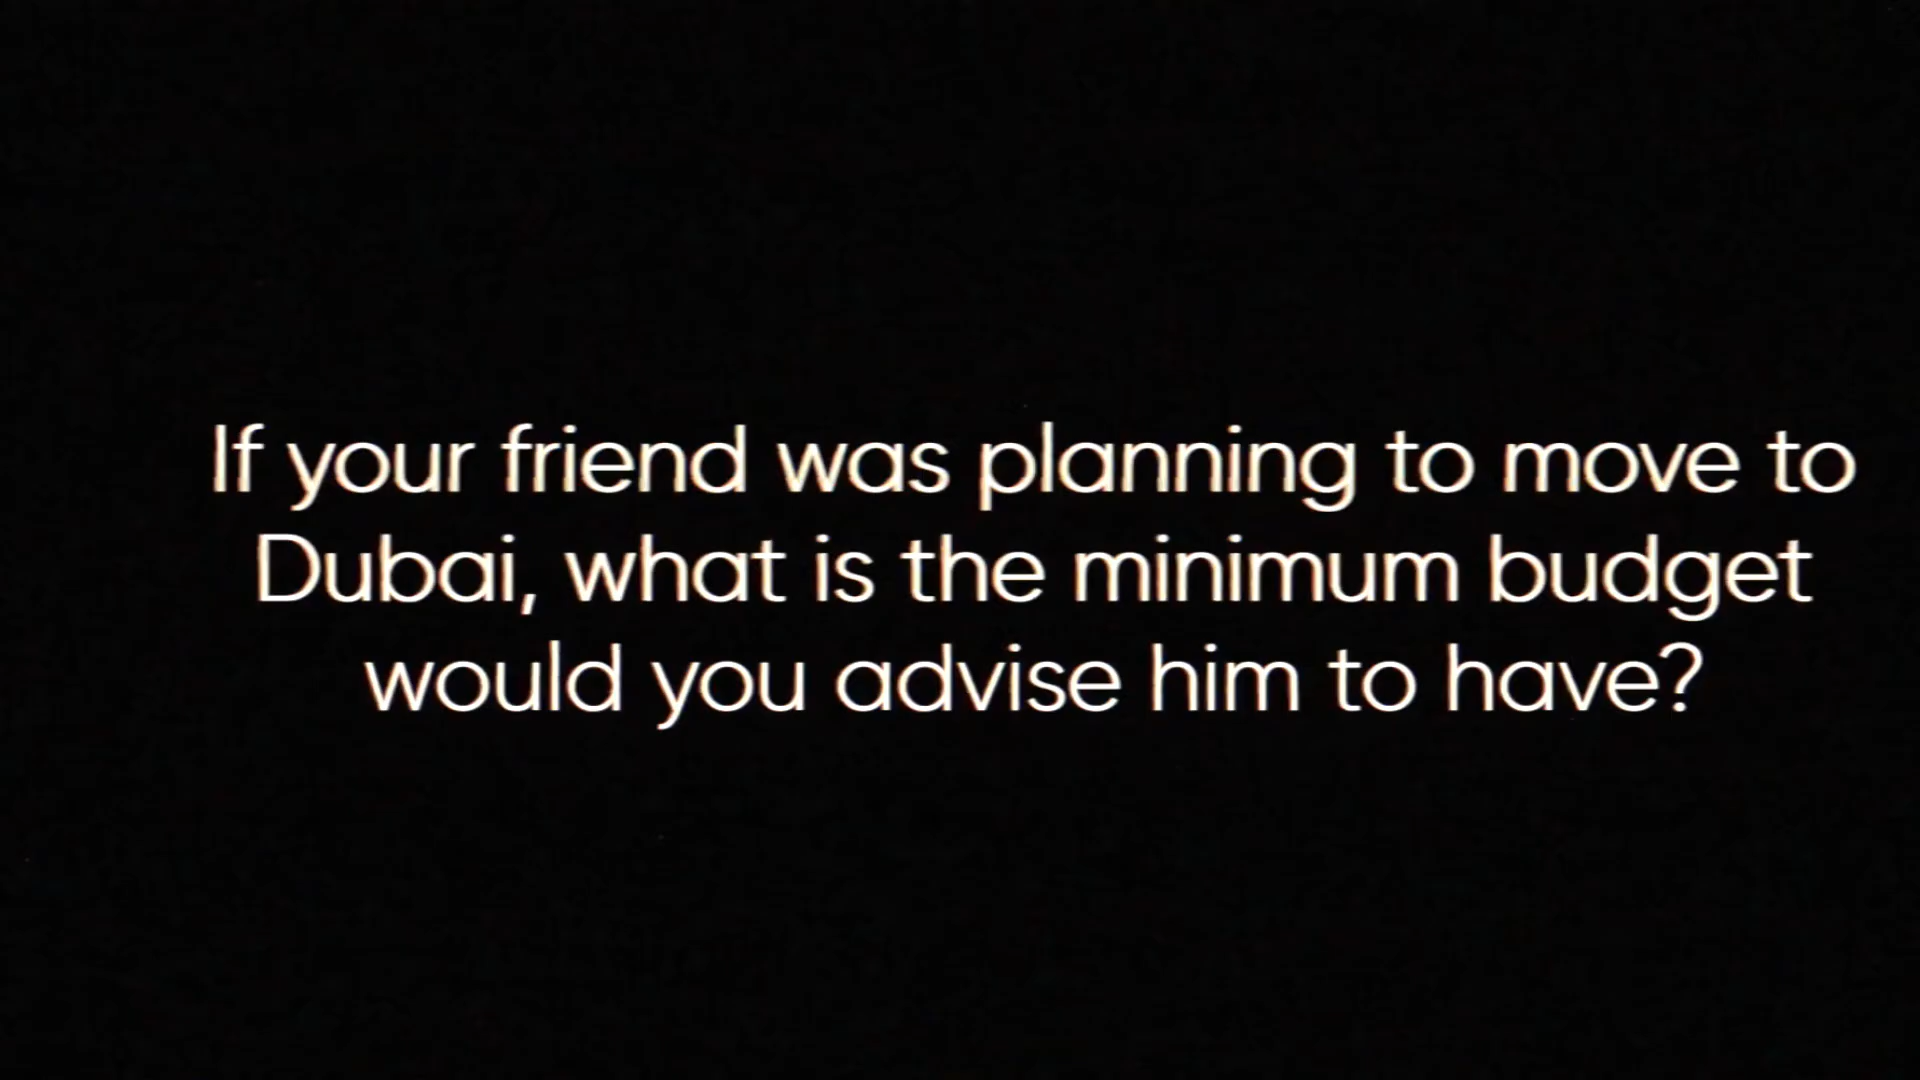 If your friend was planning to move to
Dubai, what is the minimum budget
would you advise him to have?